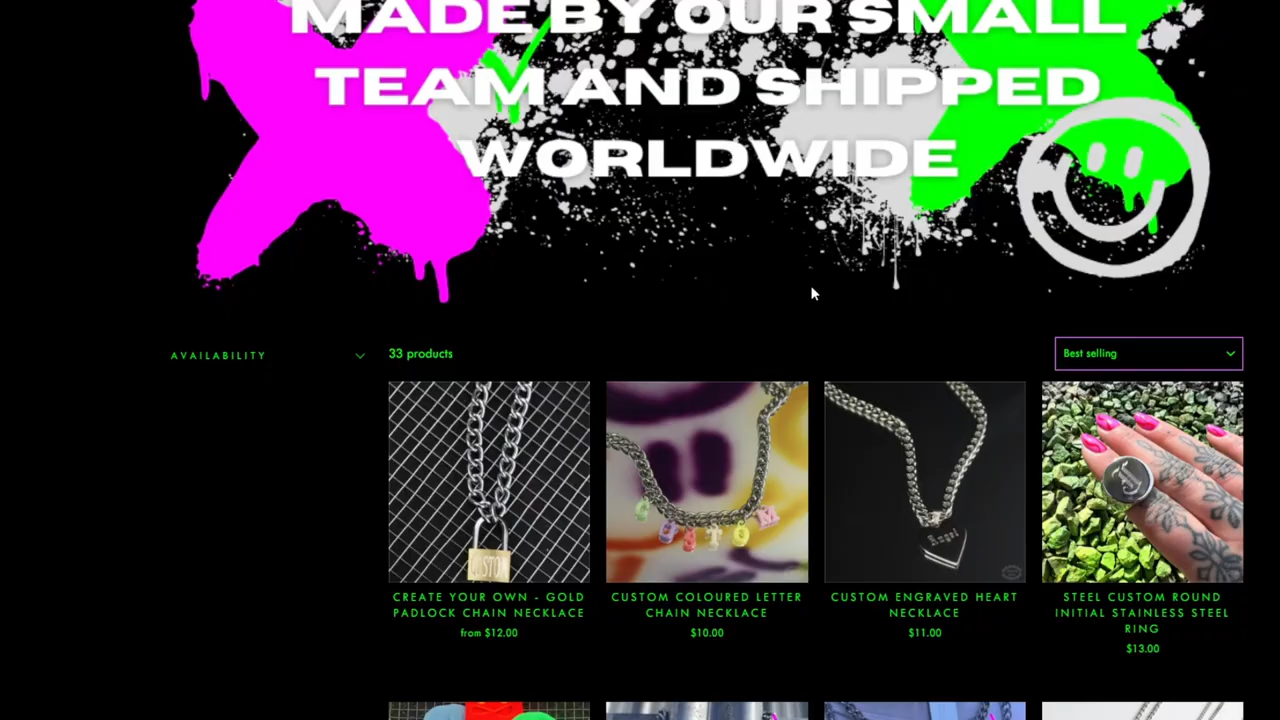 MADE BY OUR SMALL
TEAM AND SHIPPED
WORLDWIDE
AVAILABILITY
33 products
Best selling
CUSTOM
Angel
CREATE YOUR OWN - GOLD
PADLOCK CHAIN NECKLACE
from $12.00
CUSTOM COLOURED LETTER
CHAIN NECKLACE
$10.00
CUSTOM ENGRAVED HEART
NECKLACE
$11.00
STEEL CUSTOM ROUND
INITIAL STAINLESS STEEL
RING
$13.00